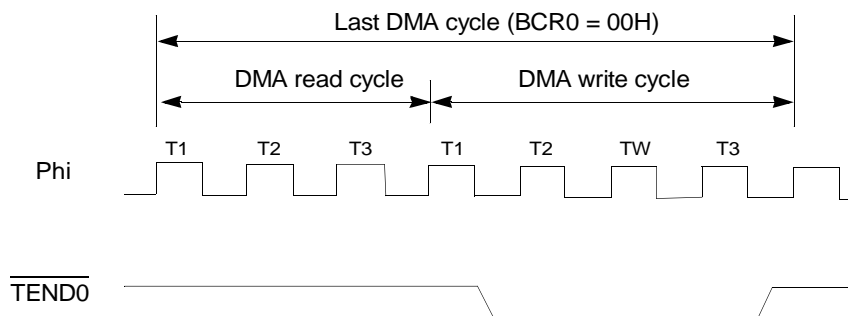 Last DMA cycle (BCR0 = 00H)
DMA read cycle DMA write cycle
T1 T2 T3 T1 T2 TW T3
Phi
TEND0